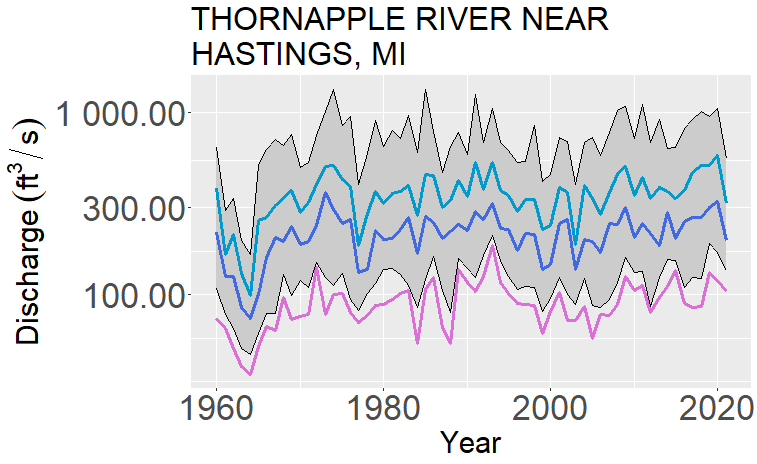 THORNAPPLE RIVER NEAR
HASTINGS, MI
Discharge (ft³/s)
1 000.00
300.00
100.00
1960 1980 2000 2020
Year